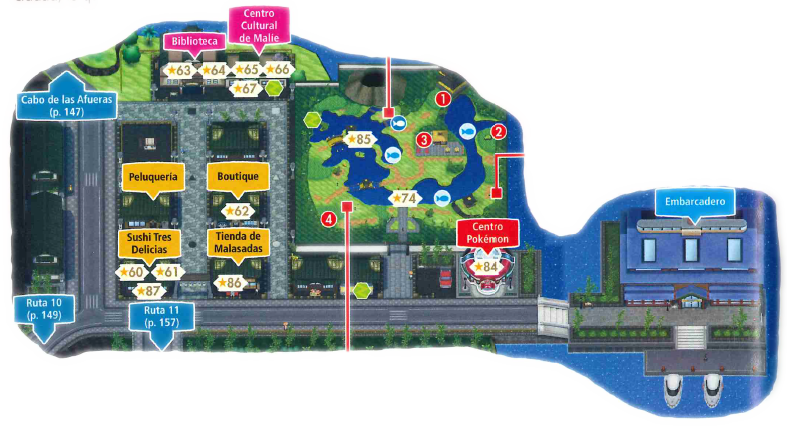 Centro
Cultural
de Malie
Biblioteca
★63
★64
★65
★66
★67
Cabo de las Afueras
(p. 147)
1
2
3
★85
Peluquería
Boutique
★62
★74
4
Embarcadero
Centro
Pokémon
★84
Sushi Tres
Delicias
★60
★61
★87
Tienda de
Malasadas
★86
Ruta 10
(p. 149)
Ruta 11
(p. 157)